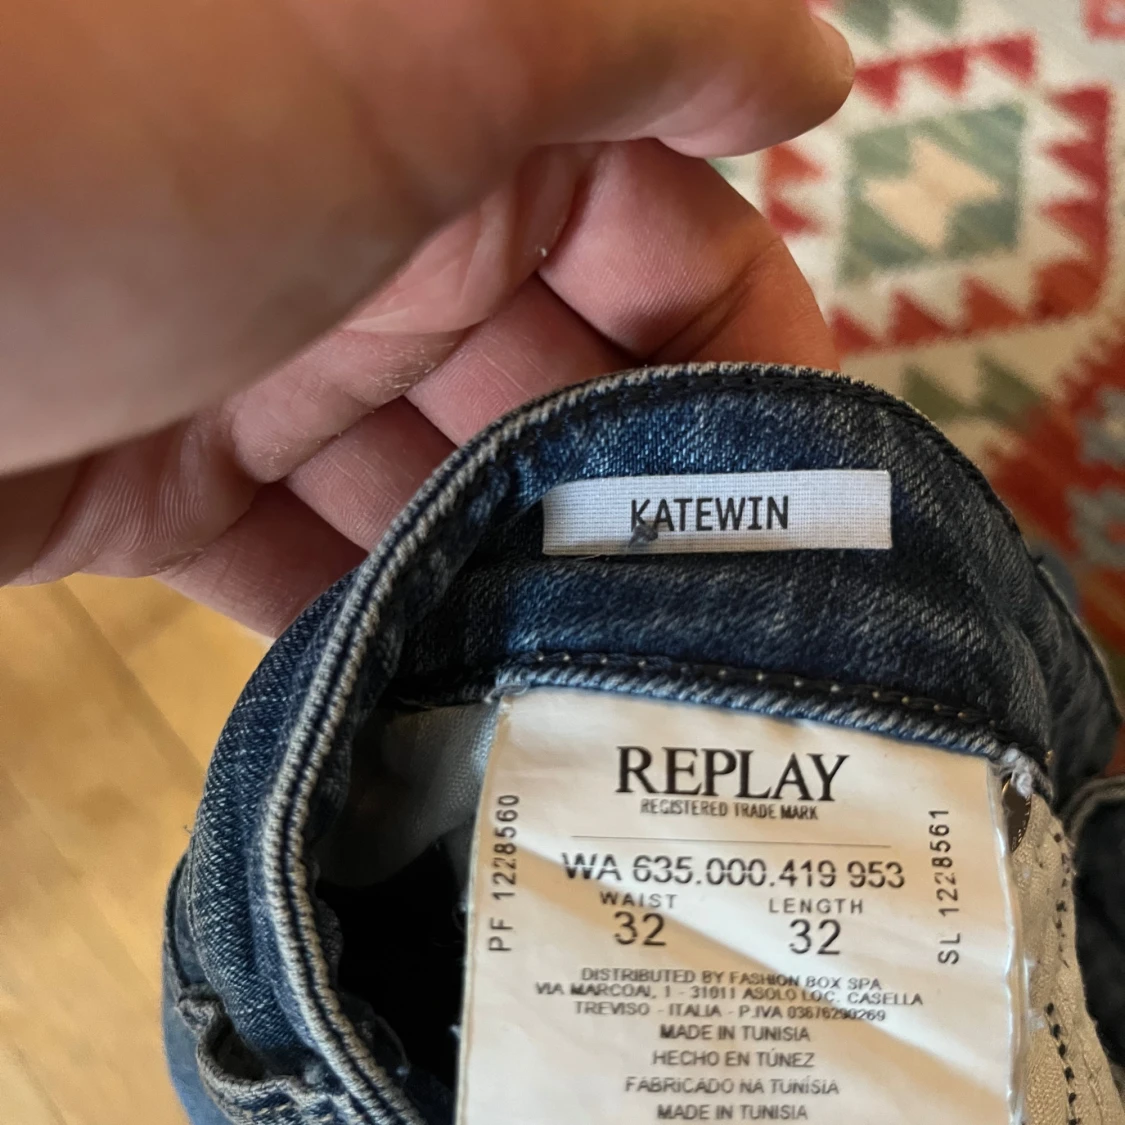 KATEWIN
REPLAY
REGISTERED TRADE MARK
WA 635.000.419 953
WAIST LENGTH
32 32
PF 1228560
SL 1228561
DISTRIBUTED BY FASHION BOX SPA
VIA MARCONI, 1 - 31011 ASOLO LOC. CASELLA
TREVISO - ITALIA - P.IVA 03676290269
MADE IN TUNISIA
HECHO EN TÚNEZ
FABRICADO NA TUNÍSIA
MADE IN TUNISIA